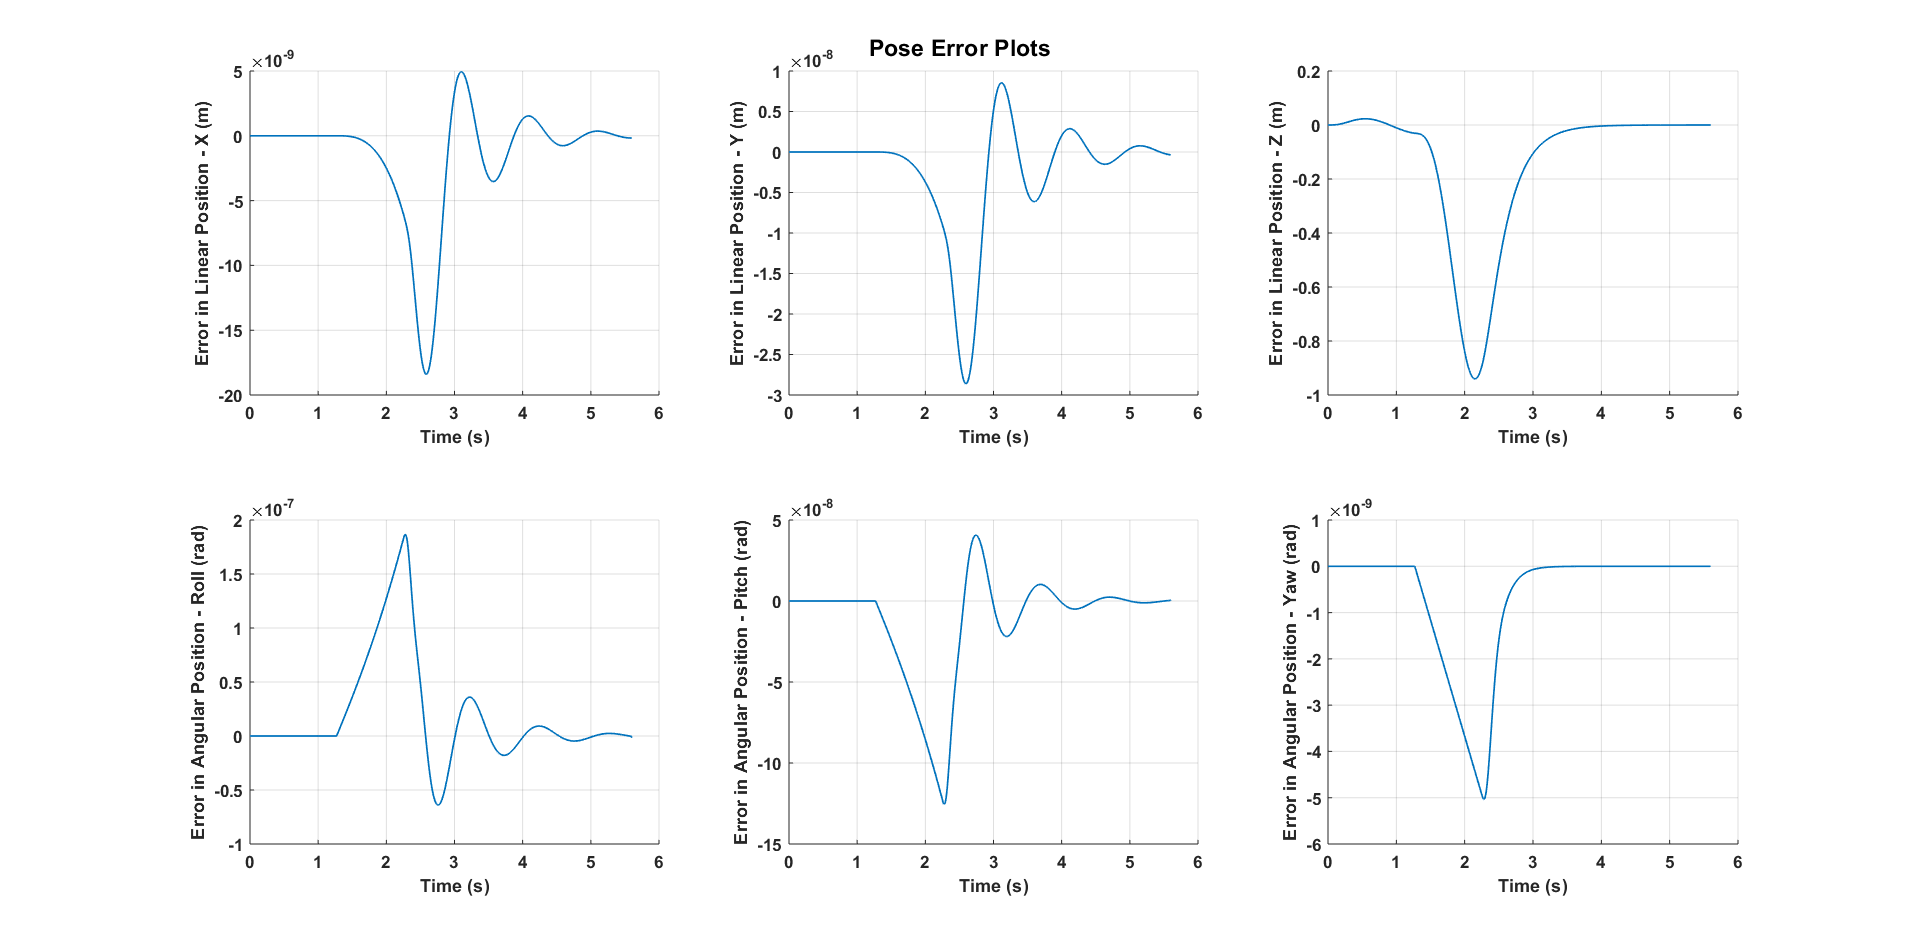 Pose Error Plots
×10-9
5
0
-5
-10
-15
-20
0 1 2 3 4 5 6
Time (s)
Error in Linear Position - X (m)
×10-8
1
0.5
0
-0.5
-1
-1.5
-2
-2.5
-3
0 1 2 3 4 5 6
Time (s)
Error in Linear Position - Y (m)
0.2
0
-0.2
-0.4
-0.6
-0.8
-1
0 1 2 3 4 5 6
Time (s)
Error in Linear Position - Z (m)
×10-7
2
1.5
1
0.5
0
-0.5
-1
0 1 2 3 4 5 6
Time (s)
Error in Angular Position - Roll (rad)
×10-8
5
0
-5
-10
-15
0 1 2 3 4 5 6
Time (s)
Error in Angular Position - Pitch (rad)
×10-9
1
0
-1
-2
-3
-4
-5
-6
0 1 2 3 4 5 6
Time (s)
Error in Angular Position - Yaw (rad)